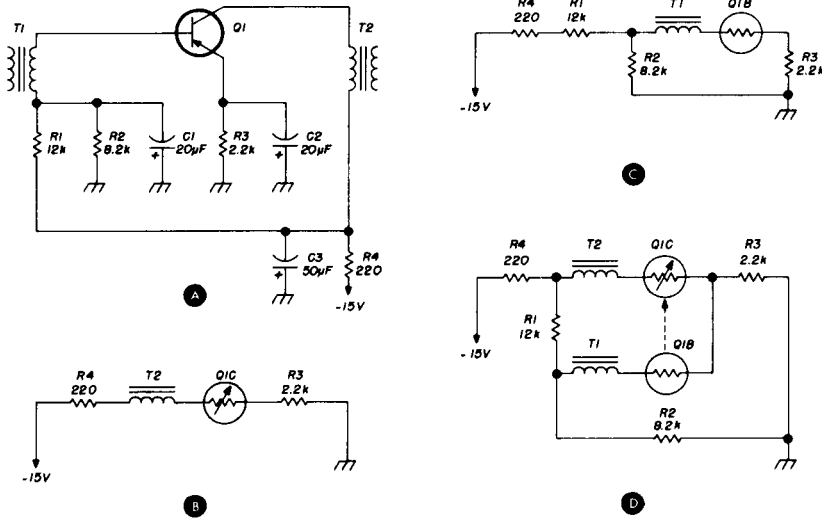 T1
Q1
T2
R1
12k
R2
8.2k
C1
20µF
R3
2.2k
C2
20µF
C3
50µF
R4
220
-15V
A
R4
220
T2
Q1C
R3
2.2k
-15V
B
R4
220
R1
12k
T1
Q1B
R2
8.2k
R3
2.2k
-15V
C
R4
220
T2
Q1C
R3
2.2k
-15V
R1
12k
T1
Q1B
R2
8.2k
D